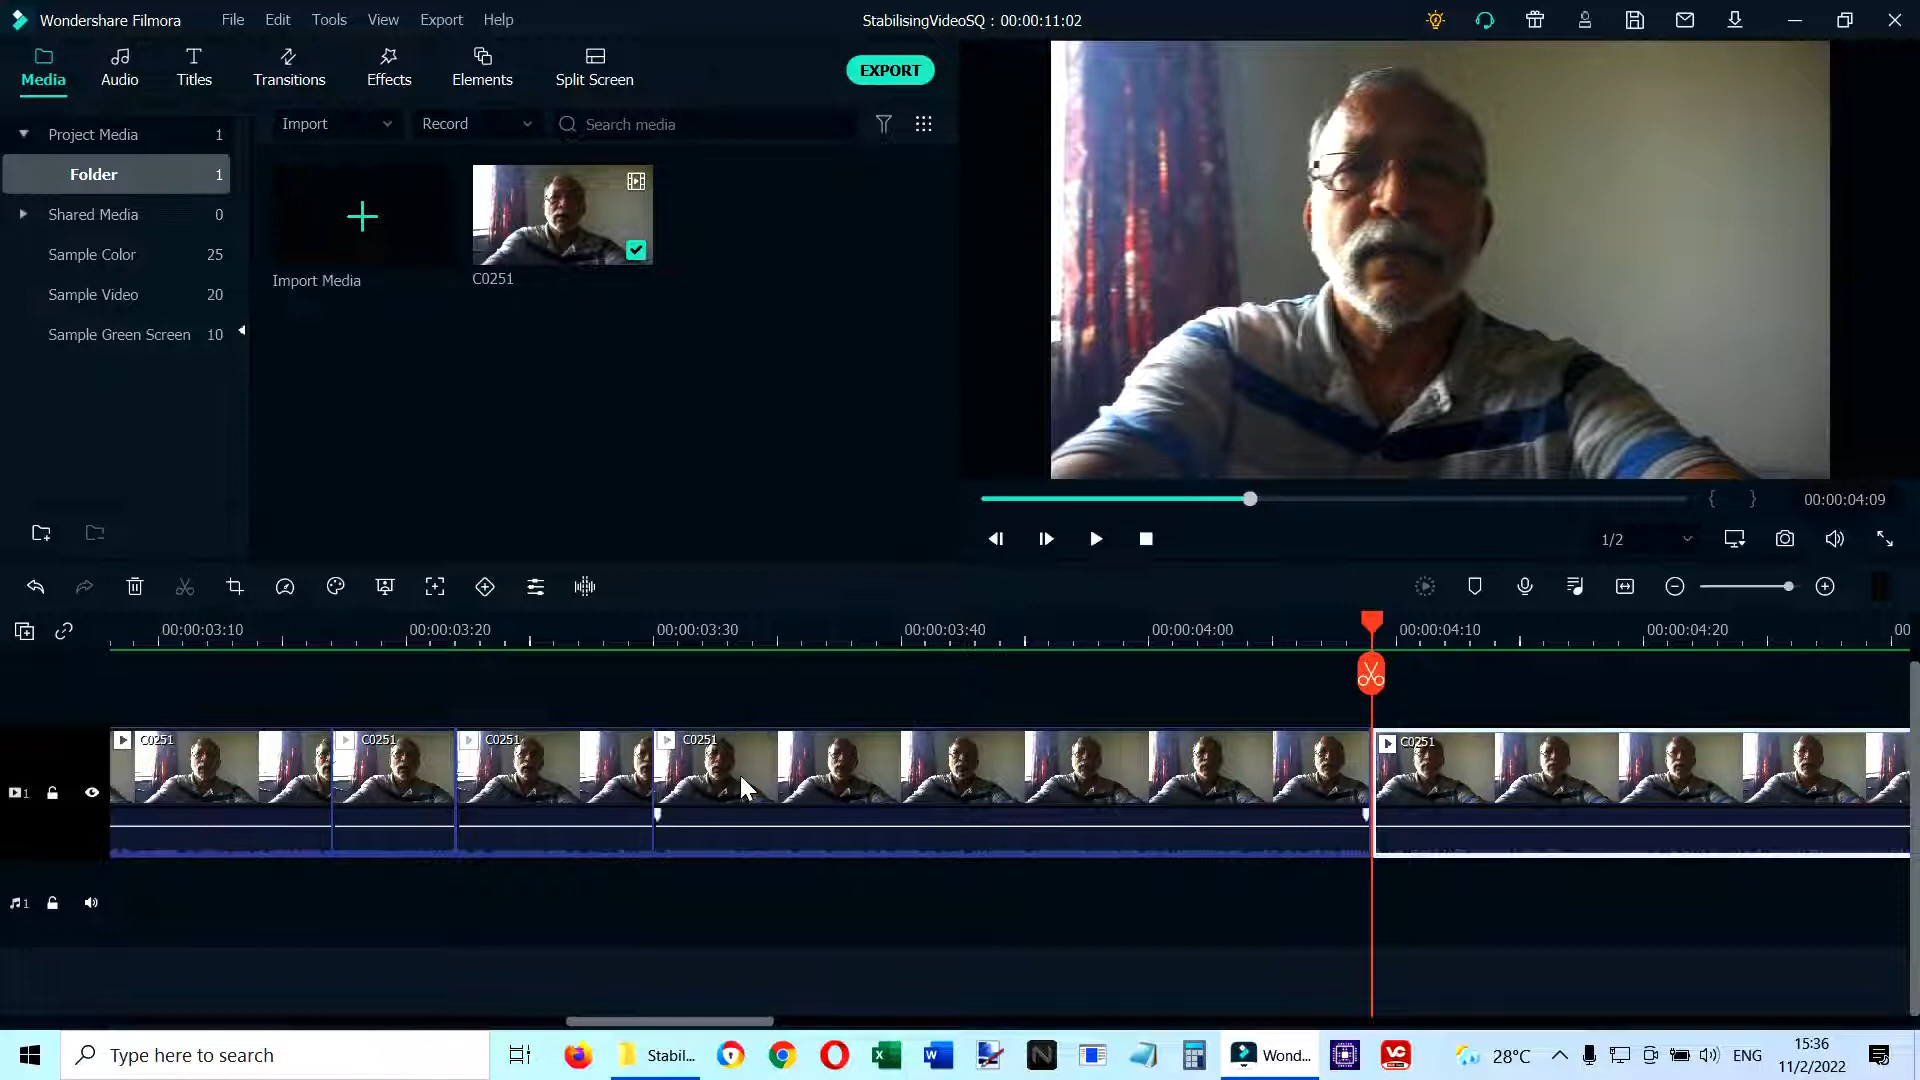 Wondershare Filmora File Edit Tools View Export Help StabilisingVideoSQ : 00:00:11:02
Media Audio Titles Transitions Effects Elements Split Screen EXPORT
Import Record Search media
Project Media 1
Folder 1
Shared Media 0
Sample Color 25
Sample Video 20
Sample Green Screen 10
Import Media C0251
00:00:04:09
1/2
00:00:03:10 00:00:03:20 00:00:03:30 00:00:03:40 00:00:04:00 00:00:04:10 00:00:04:20 00
C0251 C0251 C0251 C0251 C0251
1
1
Type here to search Stabil... Wond... 28°C ENG 15:36
11/2/2022